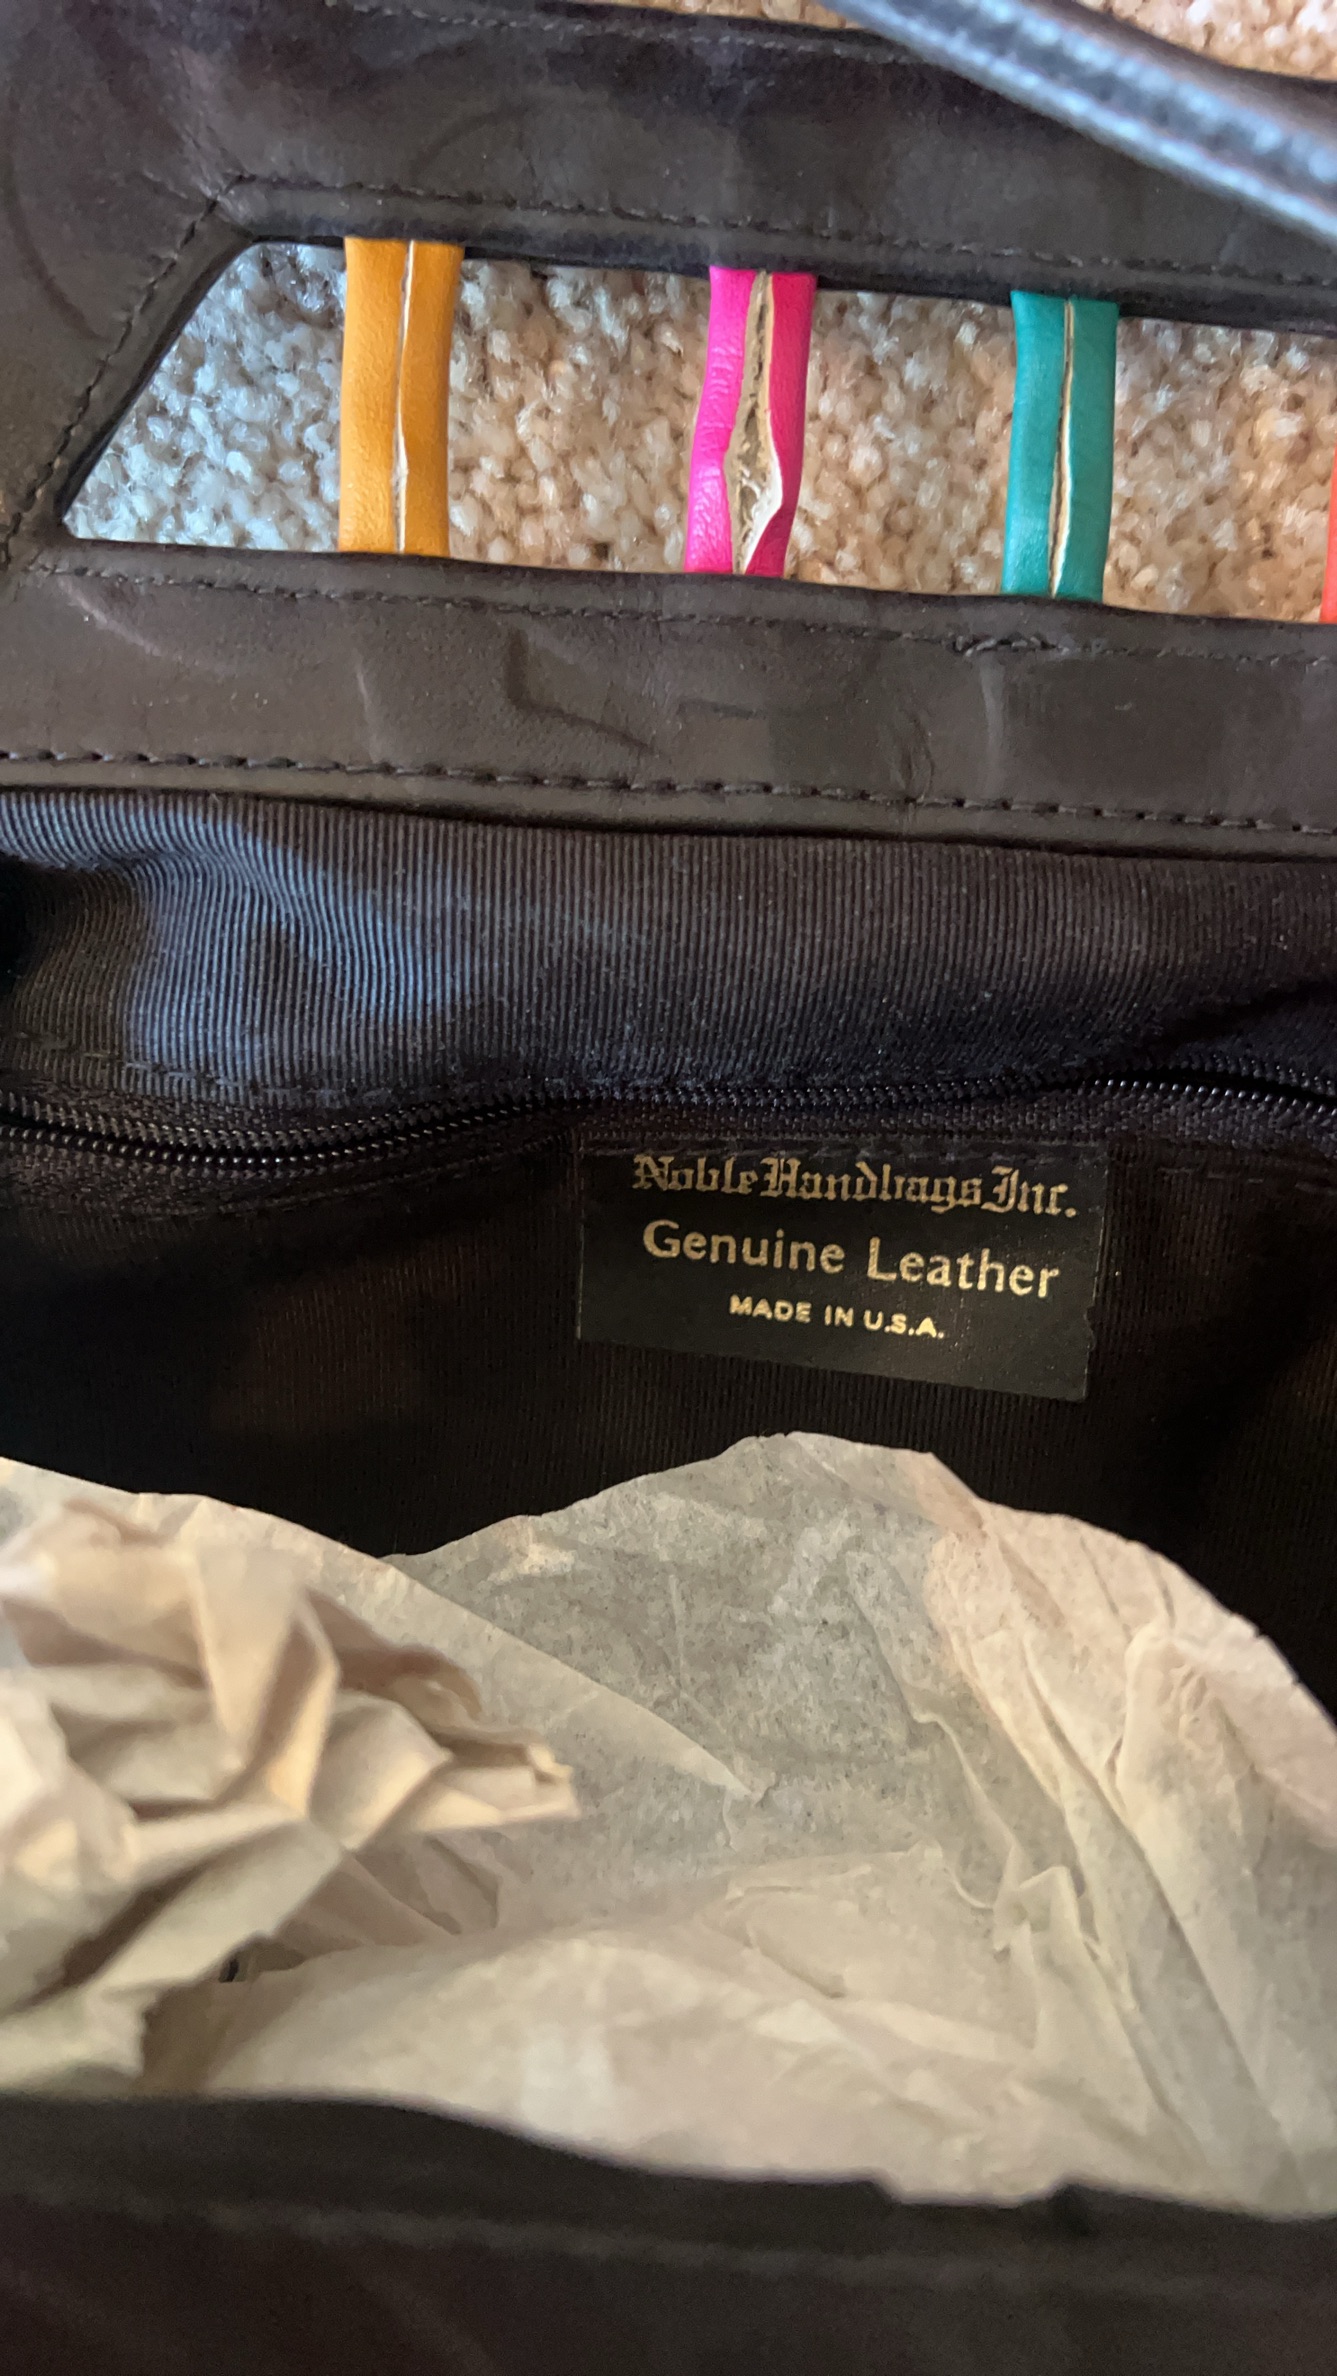 Noble Handbags Inc.
Genuine Leather
MADE IN U.S.A.